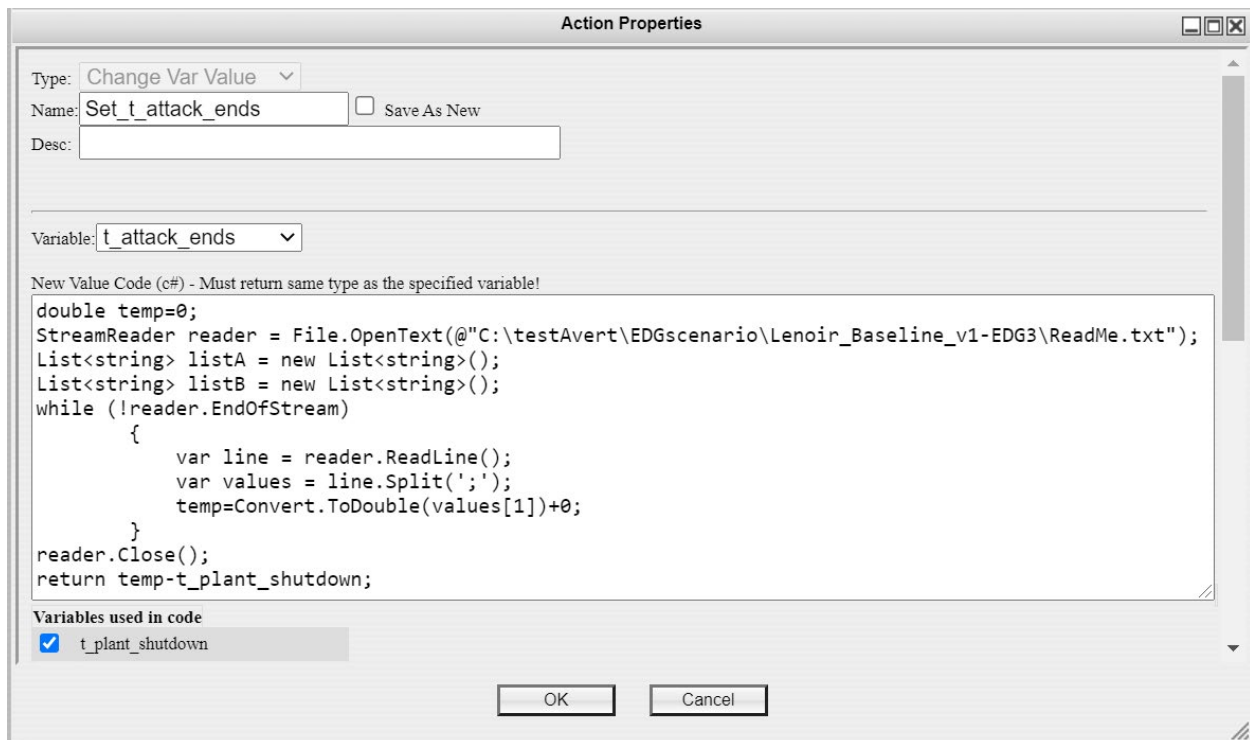 Action Properties
Type: Change Var Value
Name: Set_t_attack_ends Save As New
Desc:
Variable: t_attack_ends
New Value Code (c#) - Must return same type as the specified variable!
double temp=0;
StreamReader reader = File.OpenText(@"C:\testAvert\EDGscenario\Lenoir_Baseline_v1-EDG3\ReadMe.txt");
List<string> listA = new List<string>();
List<string> listB = new List<string>();
while (!reader.EndOfStream)
{
var line = reader.ReadLine();
var values = line.Split(';');
temp=Convert.ToDouble(values[1])+0;
}
reader.Close();
return temp-t_plant_shutdown;
Variables used in code
t_plant_shutdown
OK Cancel